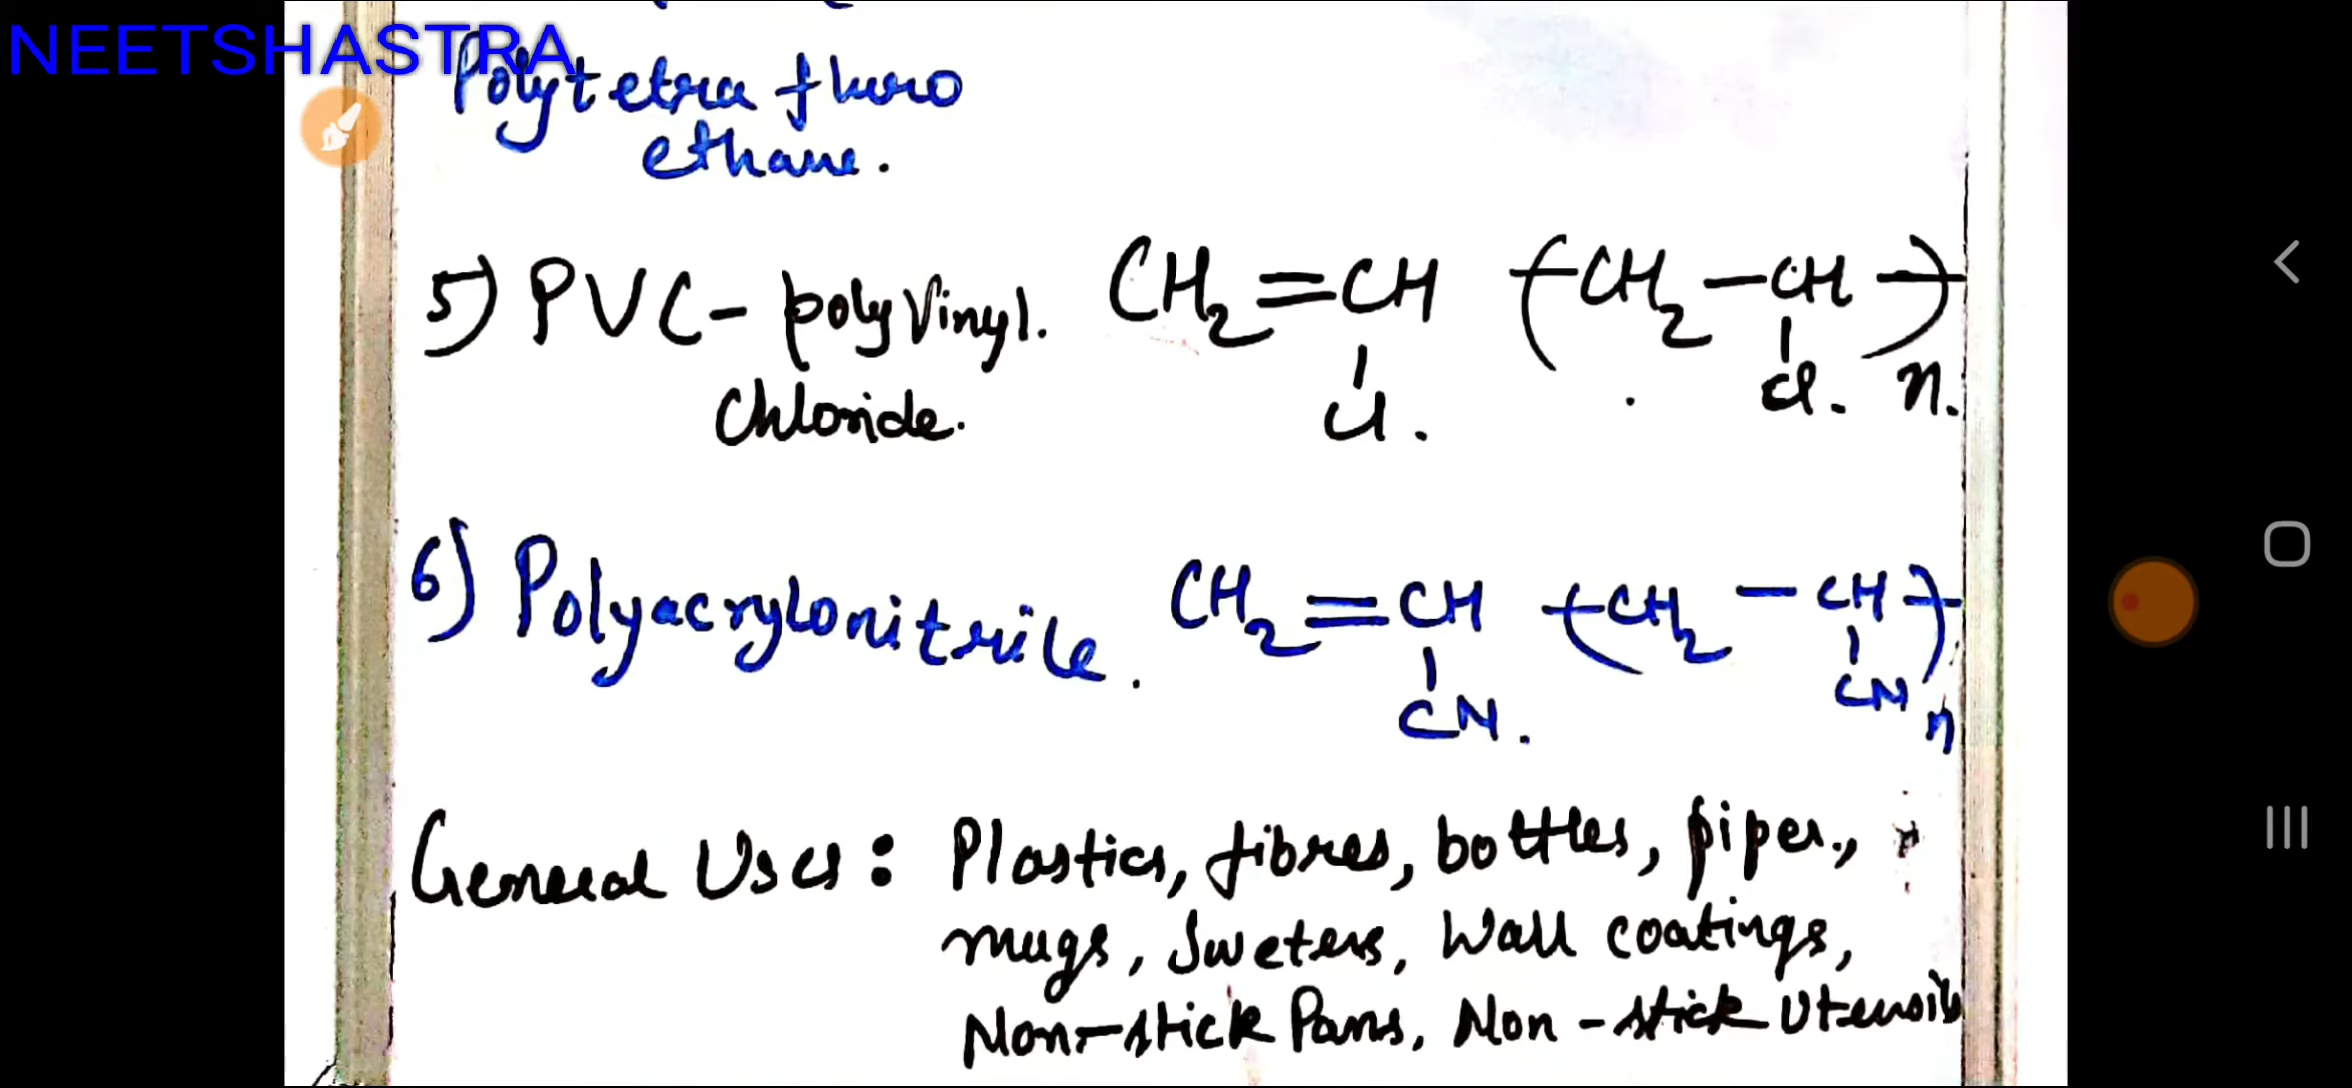 NEETSHASTRA
Polytetra fluro
ethane.
5) PVC - poly Vinyl. CH2=CH (CH2-CH)
Chloride. Cl. Cl. n.
6) Polyacrylonitrile. CH2=CH (CH2-CH)
CN. CN n
General Uses : Plastics, fibres, bottles, pipes,
mugs, Sweters, Wall coatings,
Non-stick Pans, Non-stick Utensils